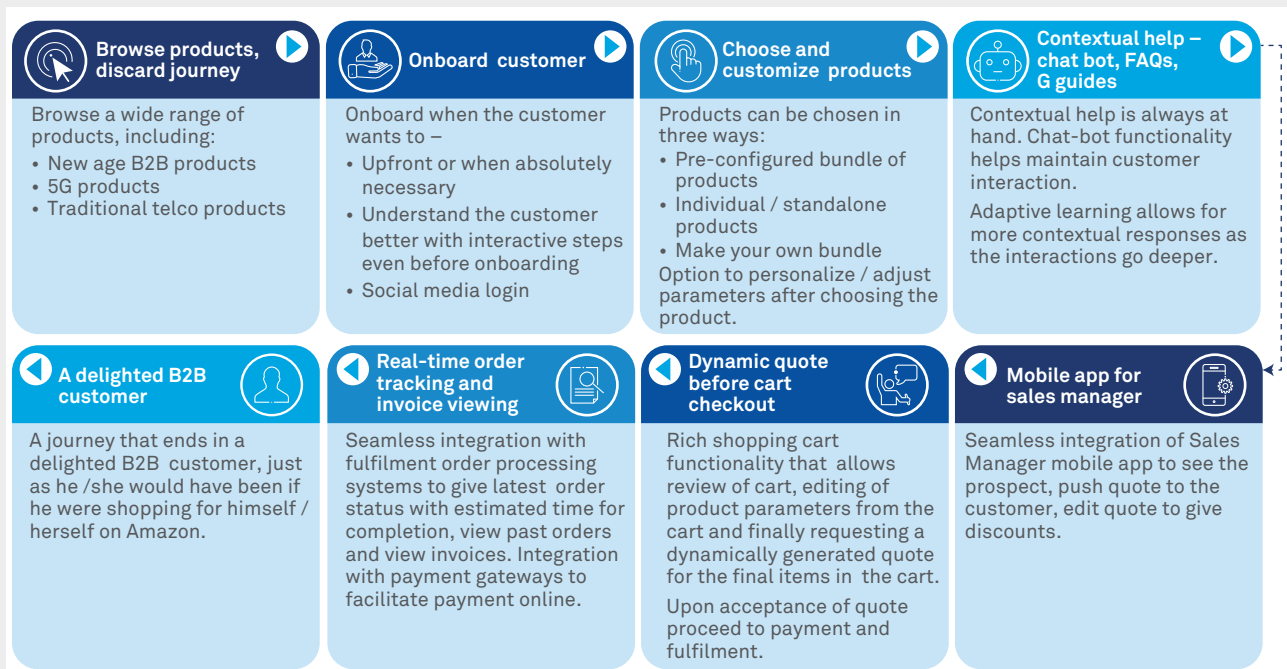 Browse products,
discard journey
Browse a wide range of
products, including:
• New age B2B products
• 5G products
• Traditional telco products
Onboard customer
Onboard when the customer
wants to –
• Upfront or when absolutely
necessary
• Understand the customer
better with interactive steps
even before onboarding
• Social media login
Choose and
customize products
Products can be chosen in
three ways:
• Pre-configured bundle of
products
• Individual / standalone
products
• Make your own bundle
Option to personalize / adjust
parameters after choosing the
product.
Contextual help –
chat bot, FAQs,
G guides
Contextual help is always at
hand. Chat-bot functionality
helps maintain customer
interaction.
Adaptive learning allows for
more contextual responses as
the interactions go deeper.
Mobile app for
sales manager
Seamless integration of Sales
Manager mobile app to see the
prospect, push quote to the
customer, edit quote to give
discounts.
Dynamic quote
before cart
checkout
Rich shopping cart
functionality that allows
review of cart, editing of
product parameters from the
cart and finally requesting a
dynamically generated quote
for the final items in the cart.
Upon acceptance of quote
proceed to payment and
fulfilment.
Real-time order
tracking and
invoice viewing
Seamless integration with
fulfilment order processing
systems to give latest order
status with estimated time for
completion, view past orders
and view invoices. Integration
with payment gateways to
facilitate payment online.
A delighted B2B
customer
A journey that ends in a
delighted B2B customer, just
as he /she would have been if
he were shopping for himself /
herself on Amazon.